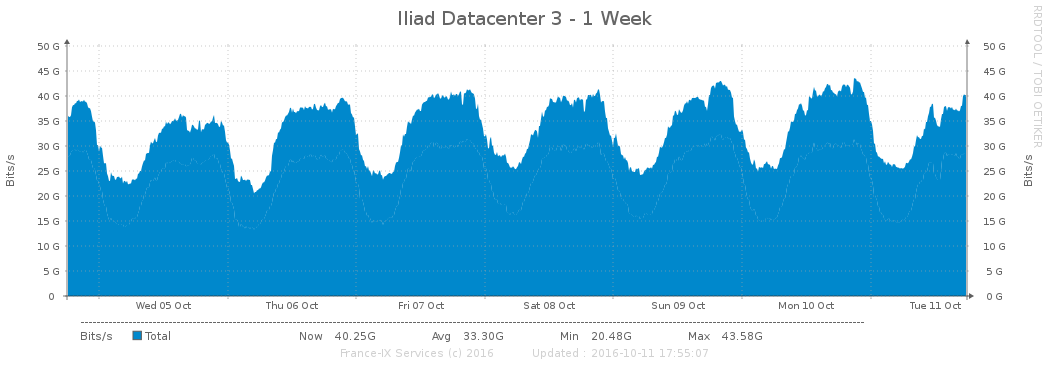 Iliad Datacenter 3 - 1 Week
RRDTOOL / TOBI OETIKER
50 G 50 G
45 G 45 G
40 G 40 G
35 G 35 G
30 G 30 G
25 G 25 G
20 G 20 G
15 G 15 G
10 G 10 G
5 G 5 G
0 0 G
Bits/s
Bits/s
Wed 05 Oct Thu 06 Oct Fri 07 Oct Sat 08 Oct Sun 09 Oct Mon 10 Oct Tue 11 Oct
Bits/s Total Now 40.25G Avg 33.30G Min 20.48G Max 43.58G
France-IX Services (c) 2016 Updated : 2016-10-11 17:55:07